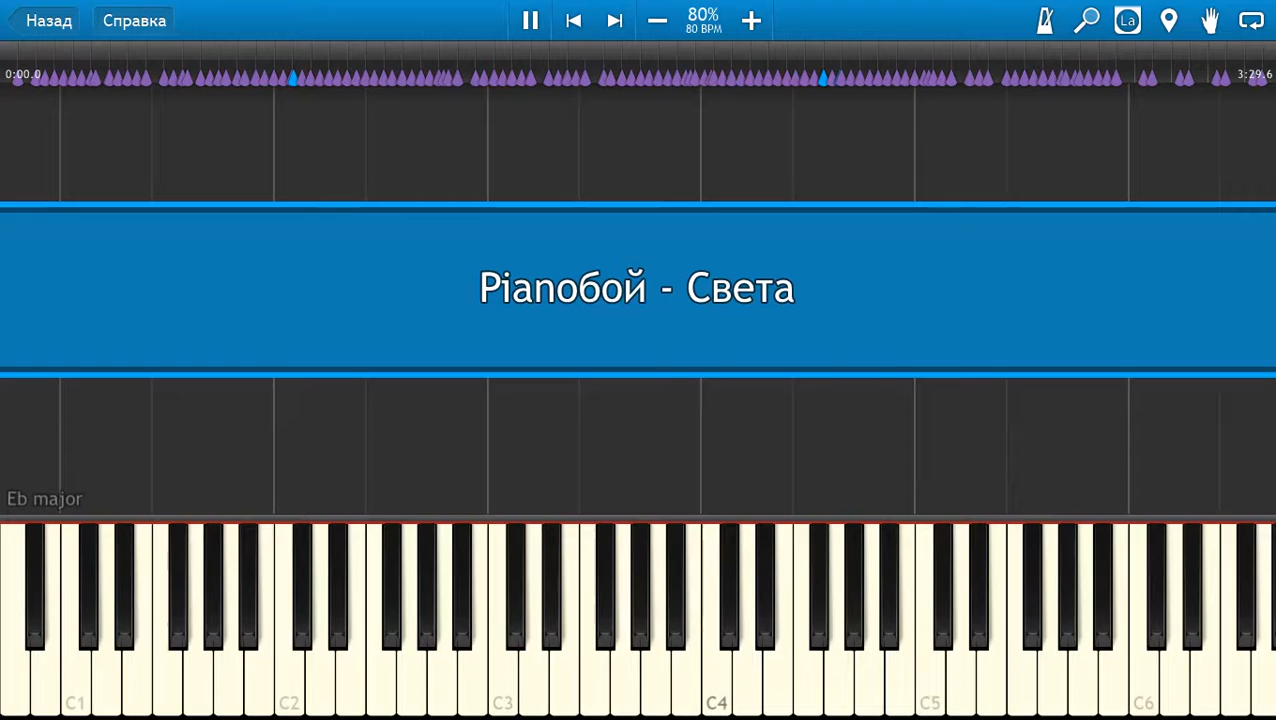 Назад
Справка
80%
80 BPM
La
0:00.0
3:29.6
Pianoбой - Света
Eb major
C1
C2
C3
C4
C5
C6